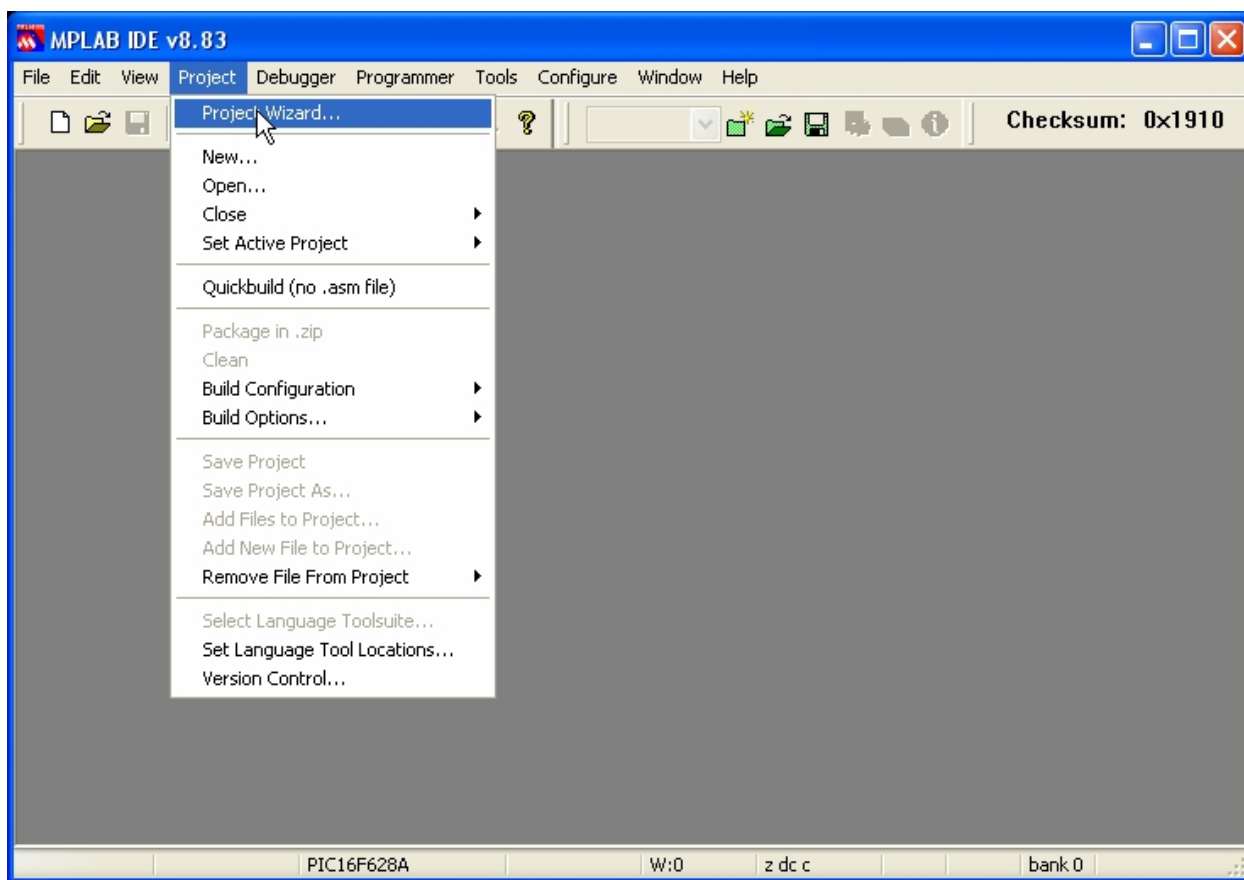 MPLAB IDE v8.83
File Edit View Project Debugger Programmer Tools Configure Window Help
Checksum: 0x1910
Project Wizard...
New...
Open...
Close
Set Active Project
Quickbuild (no .asm file)
Package in .zip
Clean
Build Configuration
Build Options...
Save Project
Save Project As...
Add Files to Project...
Add New File to Project...
Remove File From Project
Select Language Toolsuite...
Set Language Tool Locations...
Version Control...
PIC16F628A W:0 z dc c bank 0